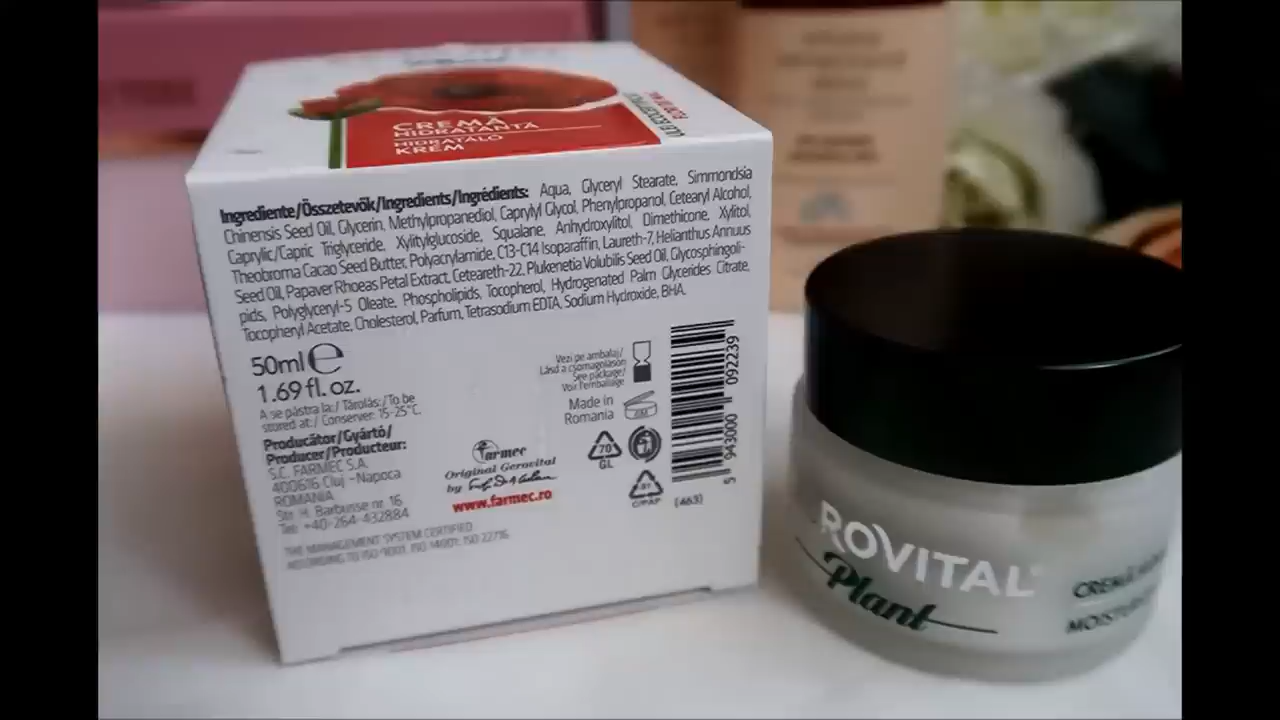 CREMĂ
HIDRATANTĂ
HIDRATÁLÓ
KRÉM
Ingrediente/Összetevők/Ingredients/Ingrédients: Aqua, Glyceryl Stearate, Simmondsia
Chinensis Seed Oil, Glycerin, Methylpropanediol, Caprylyl Glycol, Phenylpropanol, Cetearyl Alcohol,
Caprylic/Capric Triglyceride, Xylitylglucoside, Squalane, Anhydroxylitol, Dimethicone, Xylitol,
Theobroma Cacao Seed Butter, Polyacrylamide, C13-C14 Isoparaffin, Laureth-7, Helianthus Annuus
Seed Oil, Papaver Rhoeas Petal Extract, Ceteareth-22, Plukenetia Volubilis Seed Oil, Glycosphingoli-
pids, Polyglyceryl-5 Oleate, Phospholipids, Tocopherol, Hydrogenated Palm Glycerides Citrate,
Tocopheryl Acetate, Cholesterol, Parfum, Tetrasodium EDTA, Sodium Hydroxide, BHA.
50ml e
1.69 fl. oz.
A se păstra la:/ Tárolás:/To be
stored at:/ Conserver: 15-25°C.
Producător/Gyártó/
Producer/Producteur:
S.C. FARMEC S.A.
400616 Cluj -Napoca
ROMANIA
Str. H. Barbusse nr. 16
Tel: +40-264-432884
THE MANAGEMENT SYSTEM CERTIFIED
ACCORDING TO ISO 9001, ISO 14001, ISO 22716
Farmec
Original Gerovital
by
www.farmec.ro
Vezi pe ambalaj/
Lásd a csomagoláson
See package/
Voir l'emballage
Made in
Romania
70
GL
C/PAP
(463)
5 943000 092239
ROVITAL
Plant
CREMĂ